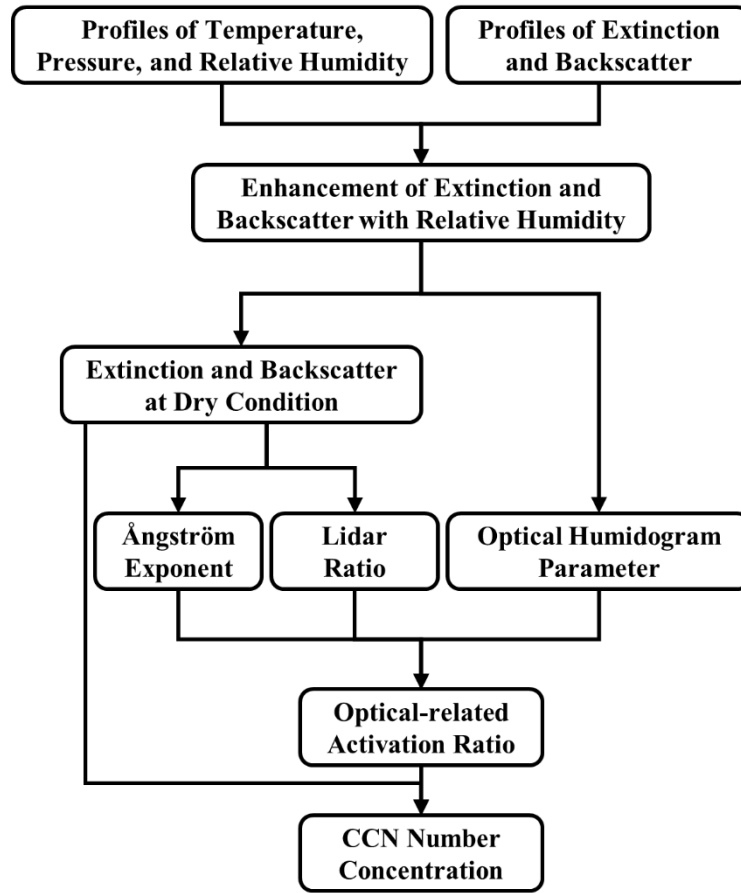 Profiles of Temperature,
Pressure, and Relative Humidity
Profiles of Extinction
and Backscatter
Enhancement of Extinction and
Backscatter with Relative Humidity
Extinction and Backscatter
at Dry Condition
Ångström
Exponent
Lidar
Ratio
Optical Humidogram
Parameter
Optical-related
Activation Ratio
CCN Number
Concentration